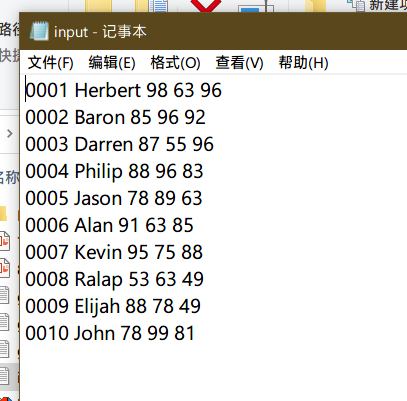 路径
新建项
快捷
input - 记事本
文件(F) 编辑(E) 格式(O) 查看(V) 帮助(H)
0001 Herbert 98 63 96
0002 Baron 85 96 92
0003 Darren 87 55 96
0004 Philip 88 96 83
名称
0005 Jason 78 89 63
0006 Alan 91 63 85
0007 Kevin 95 75 88
0008 Ralap 53 63 49
0009 Elijah 88 78 49
0010 John 78 99 81